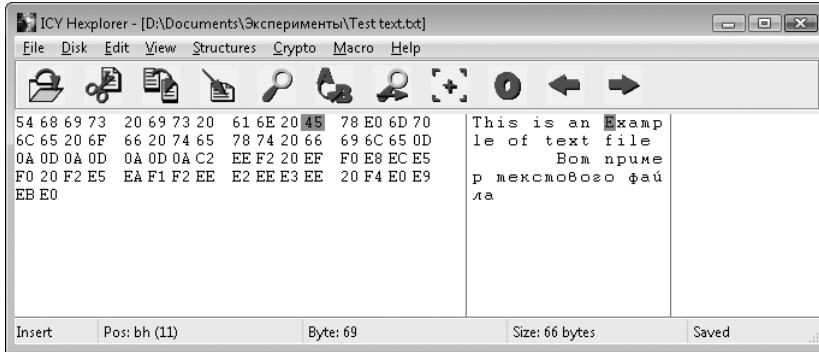 ICY Hexplorer - [D:\Documents\Эксперименты\Test text.txt]
File Disk Edit View Structures Crypto Macro Help
54 68 69 73 20 69 73 20 61 6E 20 45 78 E0 6D 70 This is an Examp
6C 65 20 6F 66 20 74 65 78 74 20 66 69 6C 65 0D le of text file
0A 0D 0A 0D 0A 0D 0A C2 EE F2 20 EF F0 E8 EC E5 Вот приме
F0 20 F2 E5 EA F1 F2 EE E2 EE E3 EE 20 F4 E0 E9 р текстового фай
EB E0 ла
Insert Pos: bh (11) Byte: 69 Size: 66 bytes Saved